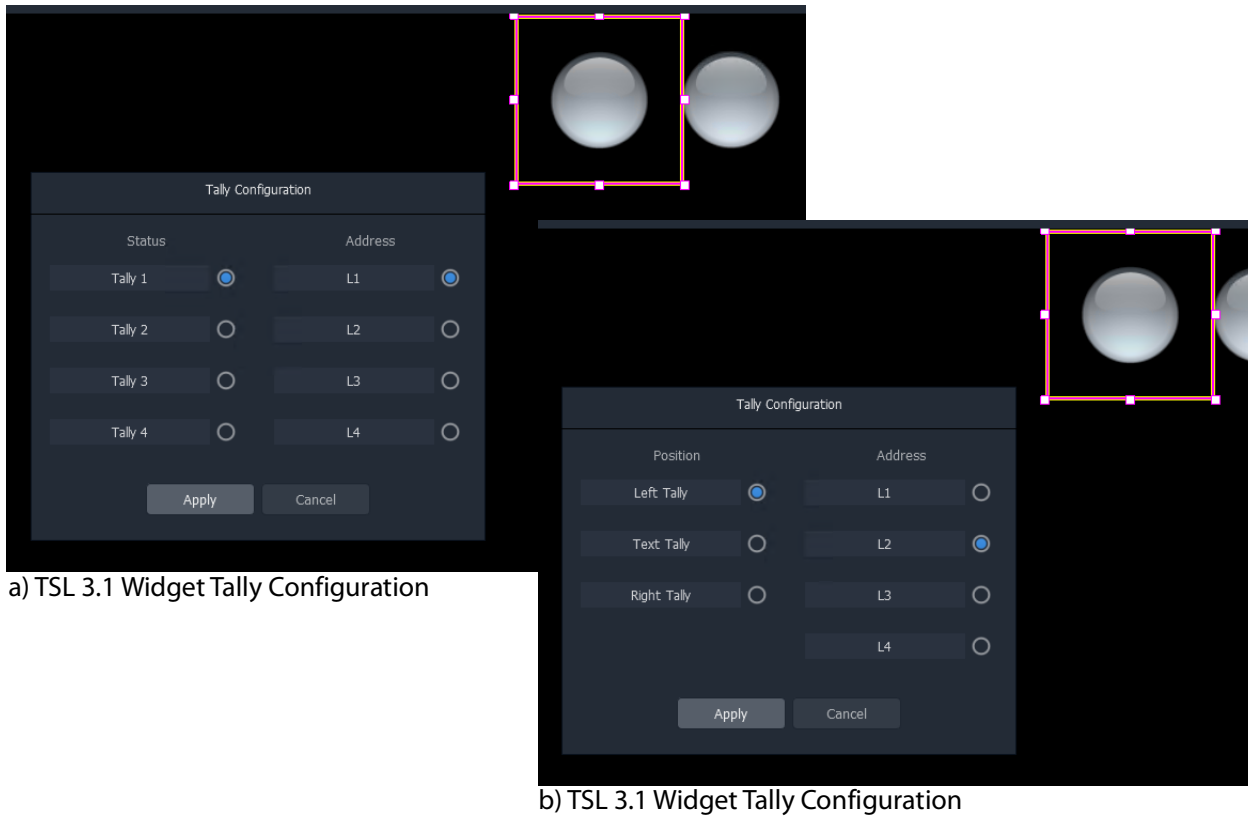 Tally Configuration
Status Address
Tally 1 L1
Tally 2 L2
Tally 3 L3
Tally 4 L4
Apply Cancel
a) TSL 3.1 Widget Tally Configuration
Tally Configuration
Position Address
Left Tally L1
Text Tally L2
Right Tally L3
L4
Apply Cancel
b) TSL 3.1 Widget Tally Configuration